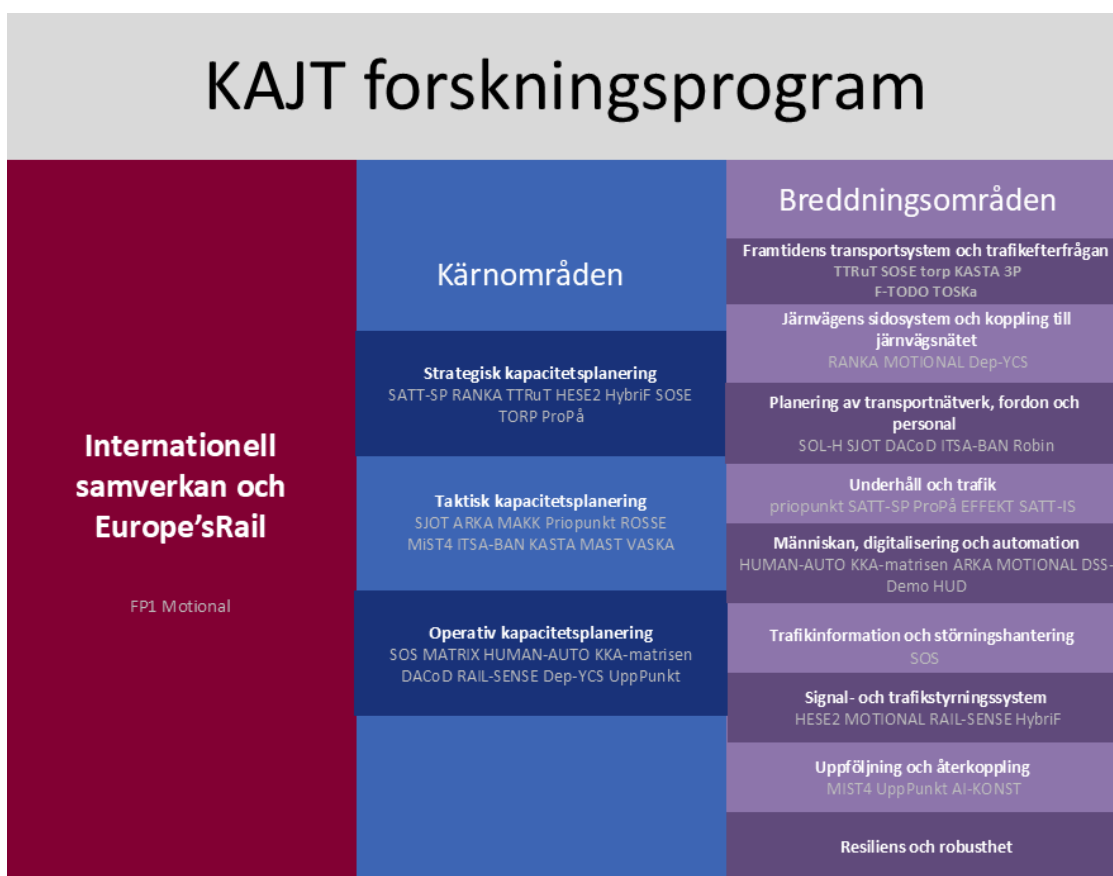 KAJT forskningsprogram
Internationell
samverkan och
Europe'sRail
FP1 Motional
Kärnområden
Strategisk kapacitetsplanering
SATT-SP RANKA TTRuT HESE2 HybriF SOSE
TORP ProPå
Taktisk kapacitetsplanering
SJOT ARKA MAKK Priopunkt ROSSE
MiST4 ITSA-BAN KASTA MAST VASKA
Operativ kapacitetsplanering
SOS MATRIX HUMAN-AUTO KKA-matrisen
DACoD RAIL-SENSE Dep-YCS UppPunkt
Breddningsområden
Framtidens transportsystem och trafikefterfrågan
TTRuT SOSE torp KASTA 3P
F-TODO TOSKa
Järnvägens sidosystem och koppling till
järnvägsnätet
RANKA MOTIONAL Dep-YCS
Planering av transportnätverk, fordon och
personal
SOL-H SJOT DACoD ITSA-BAN Robin
Underhåll och trafik
priopunkt SATT-SP ProPå EFFEKT SATT-IS
Människan, digitalisering och automation
HUMAN-AUTO KKA-matrisen ARKA MOTIONAL DSS-
Demo HUD
Trafikinformation och störningshantering
SOS
Signal- och trafikstyrningssystem
HESE2 MOTIONAL RAIL-SENSE HybriF
Uppföljning och återkoppling
MIST4 UppPunkt AI-KONST
Resiliens och robusthet